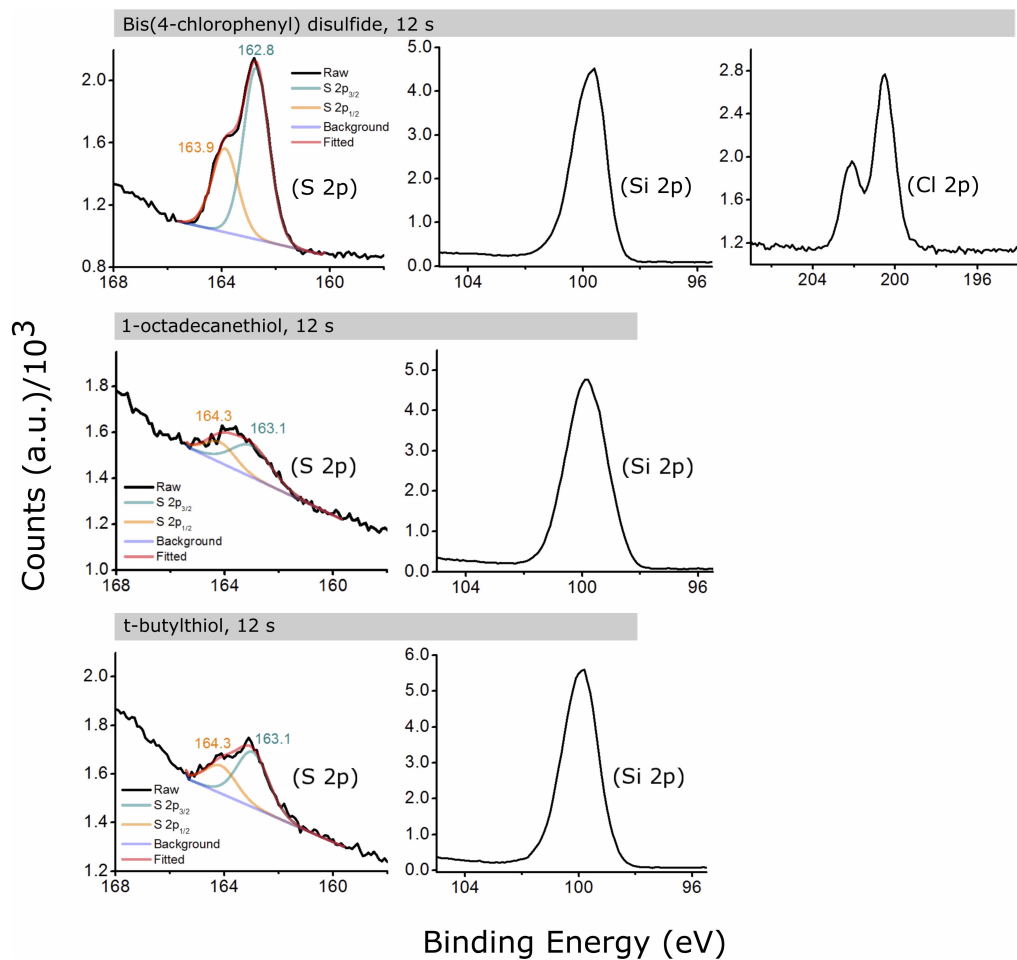 Bis(4-chlorophenyl) disulfide, 12 s
162.8
163.9
Raw
S 2p3/2
S 2p1/2
Background
Fitted
(S 2p)
2.0
1.6
1.2
0.8
168 164 160
5.0
4.0
3.0
2.0
1.0
0.0
(Si 2p)
104 100 96
2.8
2.4
2.0
1.6
1.2
(Cl 2p)
204 200 196
1-octadecanethiol, 12 s
1.8
1.6
1.4
1.2
1.0
164.3
163.1
(S 2p)
Raw
S 2p3/2
S 2p1/2
Background
Fitted
168 164 160
5.0
4.0
3.0
2.0
1.0
0.0
(Si 2p)
104 100 96
t-butylthiol, 12 s
2.0
1.8
1.6
1.4
1.2
164.3
163.1
(S 2p)
Raw
S 2p3/2
S 2p1/2
Background
Fitted
168 164 160
6.0
5.0
4.0
3.0
2.0
1.0
0.0
(Si 2p)
104 100 96
Counts (a.u.)/10³
Binding Energy (eV)